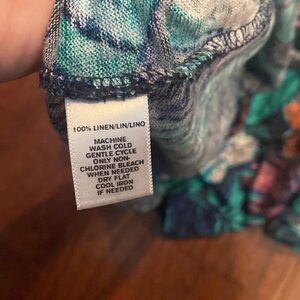 100% LINEN/LIN/LINO
MACHINE
WASH COLD
GENTLE CYCLE
ONLY NON-
CHLORINE BLEACH
WHEN NEEDED
DRY FLAT
COOL IRON
IF NEEDED